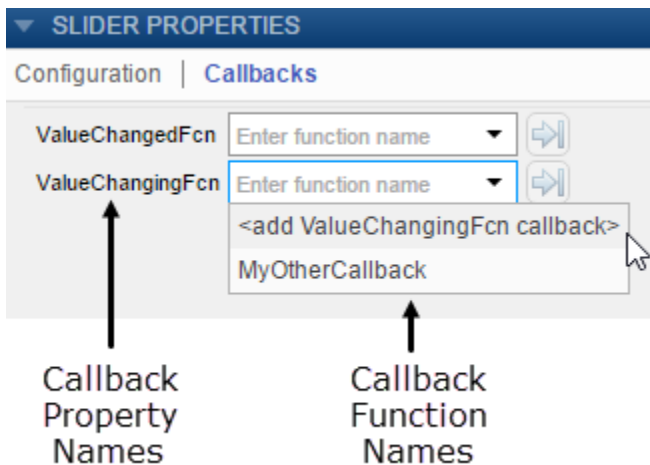 SLIDER PROPERTIES
Configuration | Callbacks
ValueChangedFcn Enter function name
ValueChangingFcn Enter function name
<add ValueChangingFcn callback>
MyOtherCallback
Callback
Property
Names
Callback
Function
Names